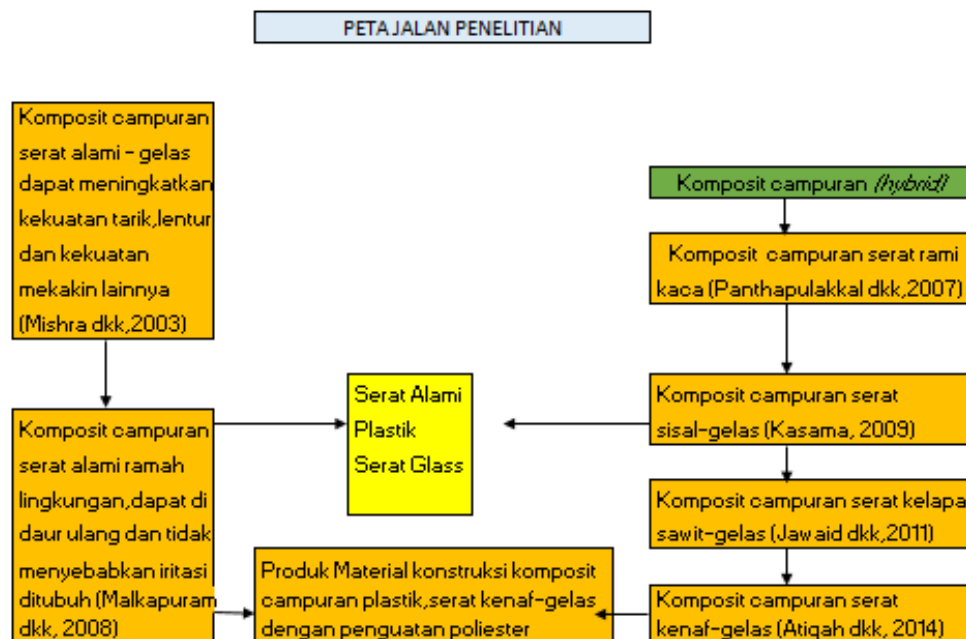 PETA JALAN PENELITIAN
Komposit campuran
serat alami - gelas
dapat meningkatkan
kekuatan tarik,lentur
dan kekuatan
mekakin lainnya
(Mishra dkk,2003)
Komposit campuran
serat alami ramah
lingkungan,dapat di
daur ulang dan tidak
menyebabkan iritasi
ditubuh (Malkapuram
dkk, 2008)
Serat Alami
Plastik
Serat Glass
Produk Material konstruksi komposit
campuran plastik,serat kenaf-gelas
dengan penguatan poliester
Komposit campuran (hybrid)
Komposit campuran serat rami
kaca (Panthapulakkal dkk,2007)
Komposit campuran serat
sisal-gelas (Kasama, 2009)
Komposit campuran serat kelapa
sawit-gelas (Jawaid dkk,2011)
Komposit campuran serat
kenaf-gelas (Atiqah dkk, 2014)